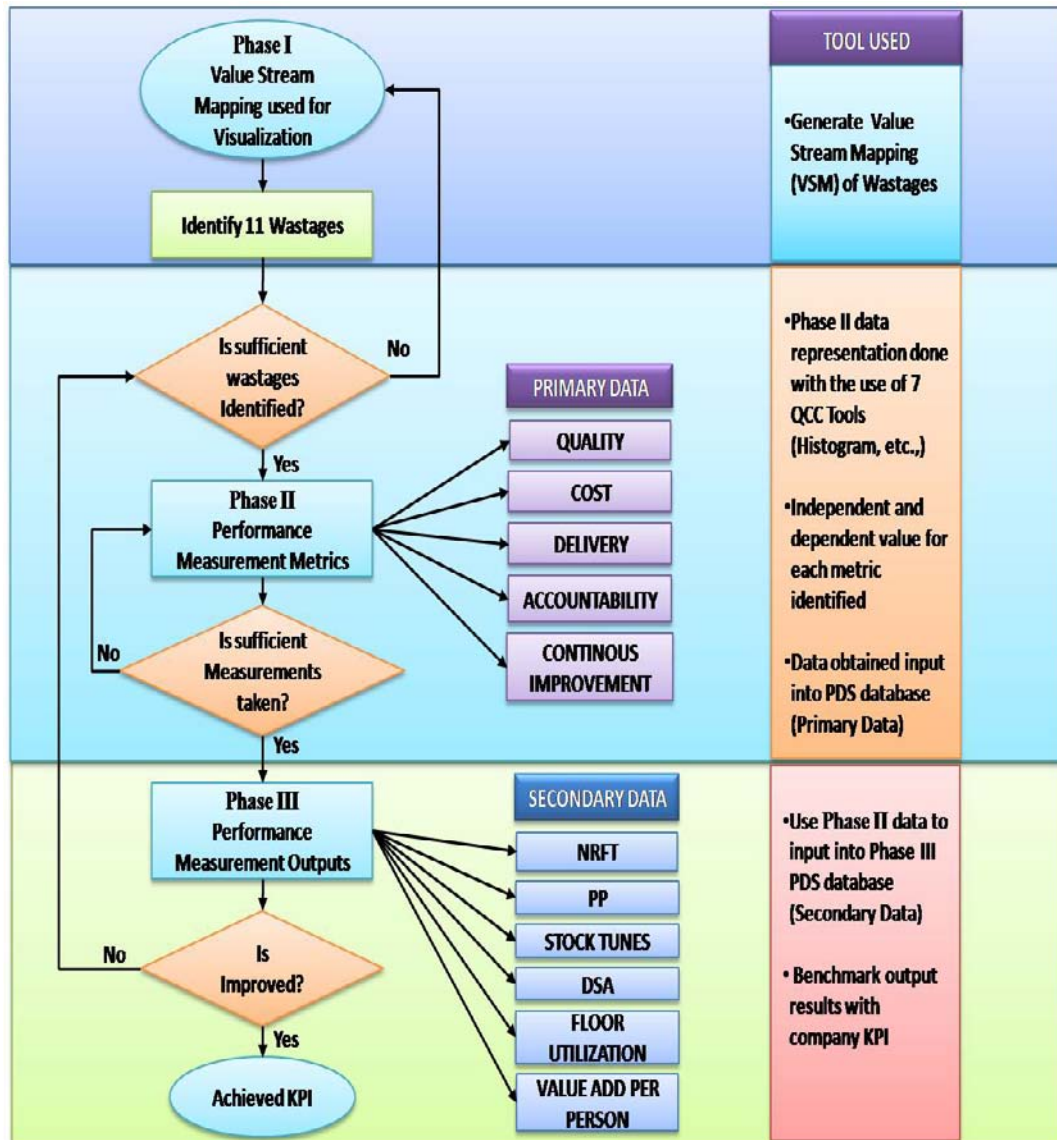 Phase I
Value Stream
Mapping used for
Visualization
Identify 11 Wastages
Is sufficient
wastages
Identified?
No
Yes
Phase II
Performance
Measurement Metrics
Is sufficient
Measurements
taken?
No
Yes
Phase III
Performance
Measurement Outputs
Is
Improved?
No
Yes
Achieved KPI
PRIMARY DATA
QUALITY
COST
DELIVERY
ACCOUNTABILITY
CONTINOUS
IMPROVEMENT
SECONDARY DATA
NRFT
PP
STOCK TUNES
DSA
FLOOR
UTILIZATION
VALUE ADD PER
PERSON
TOOL USED
•Generate Value
Stream Mapping
(VSM) of Wastages
•Phase II data
representation done
with the use of 7
QCC Tools
(Histogram, etc.,)
•Independent and
dependent value for
each metric
identified
•Data obtained input
into PDS database
(Primary Data)
•Use Phase II data to
input into Phase III
PDS database
(Secondary Data)
• Benchmark output
results with
company KPI